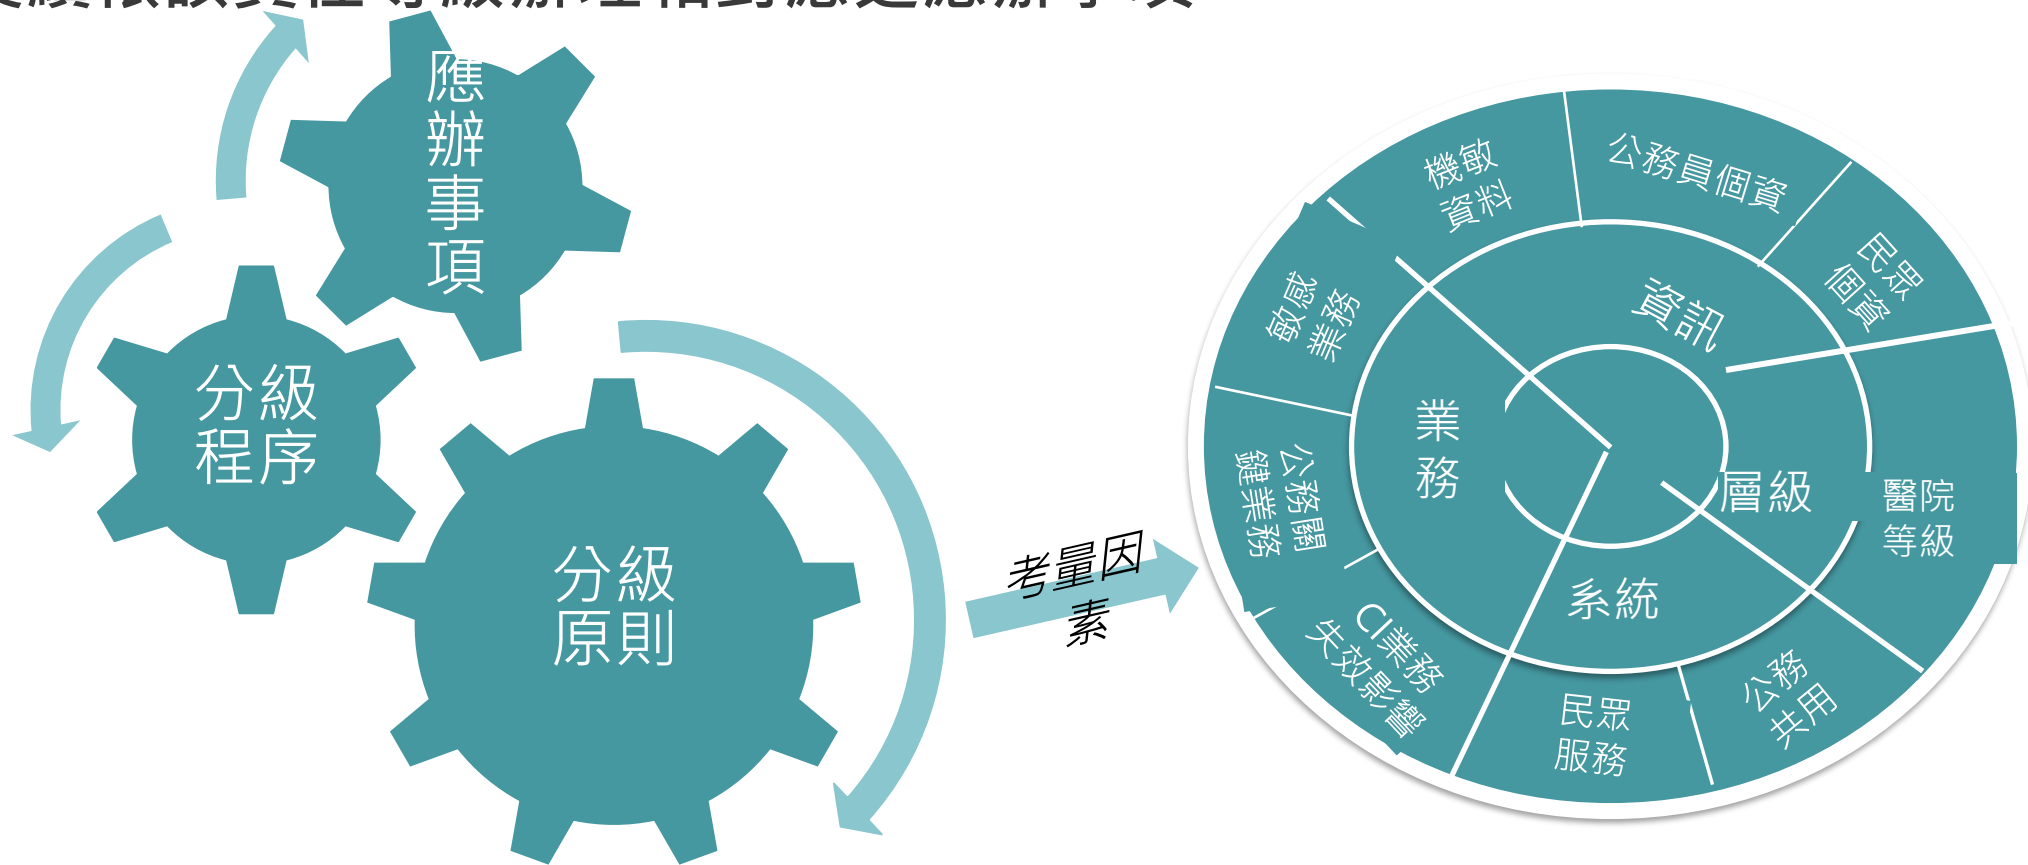 應
辦
事
項
分級
程序
分級
原則
考量因
素
機敏
資料
公務員個資
民眾
個資
敏感
業務
資訊
業
務
公務關
鍵業務
層級
醫院
等級
系統
CI業務
失效影響
民眾
服務
公務
共用